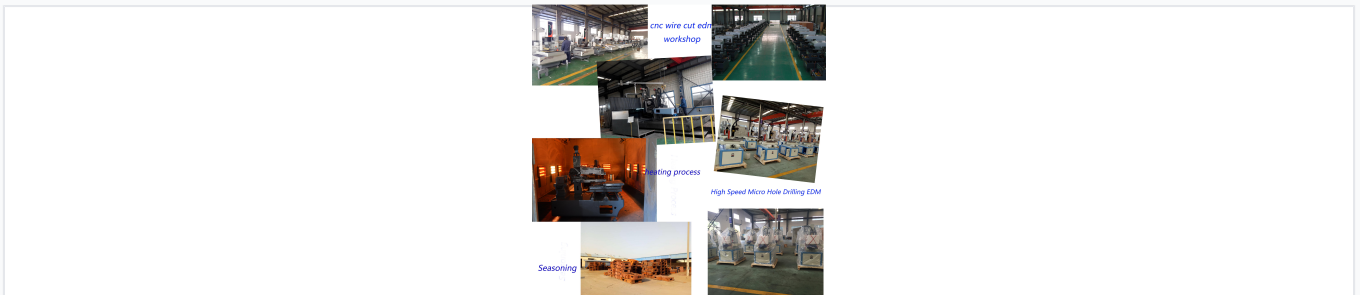 cnc wire cut edm
workshop
heating process
High Speed Micro Hole Drilling EDM
Seasoning